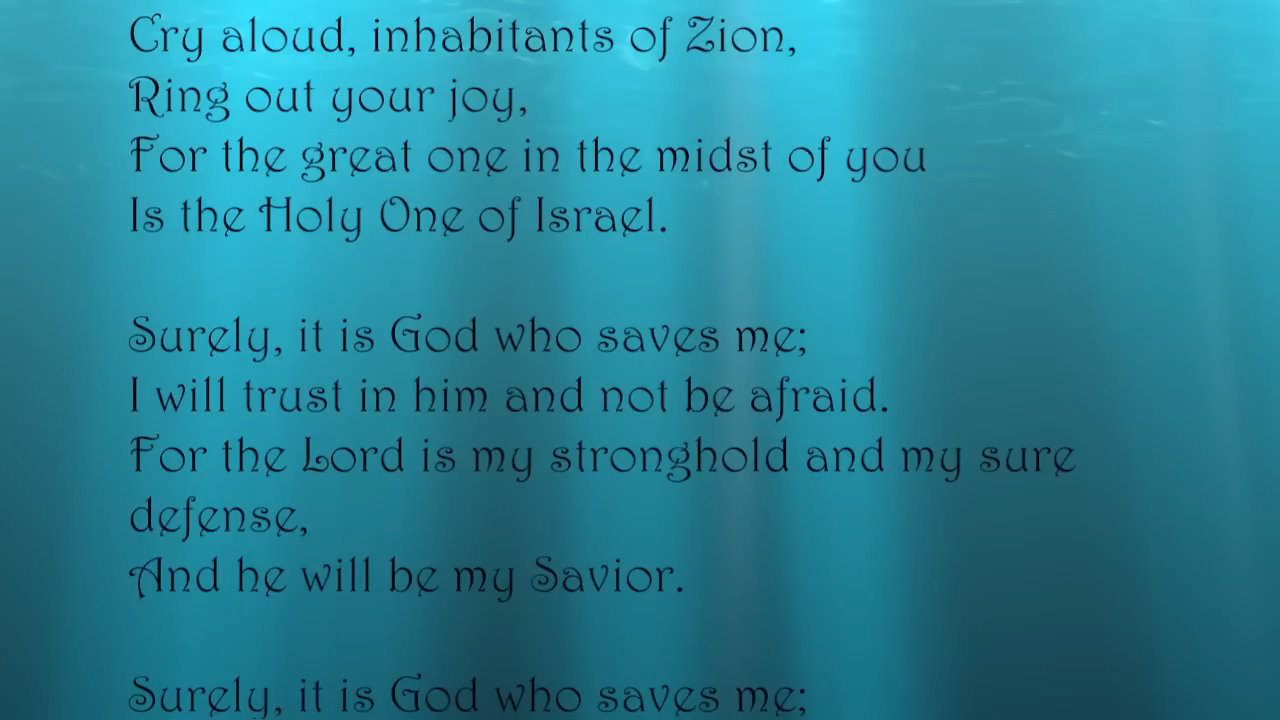 Cry aloud, inhabitants of Zion,
Ring out your joy,
For the great one in the midst of you
Is the Holy One of Israel.
Surely, it is God who saves me;
I will trust in him and not be afraid.
For the Lord is my stronghold and my sure
defense,
And he will be my Savior.
Surely, it is God who saves me;